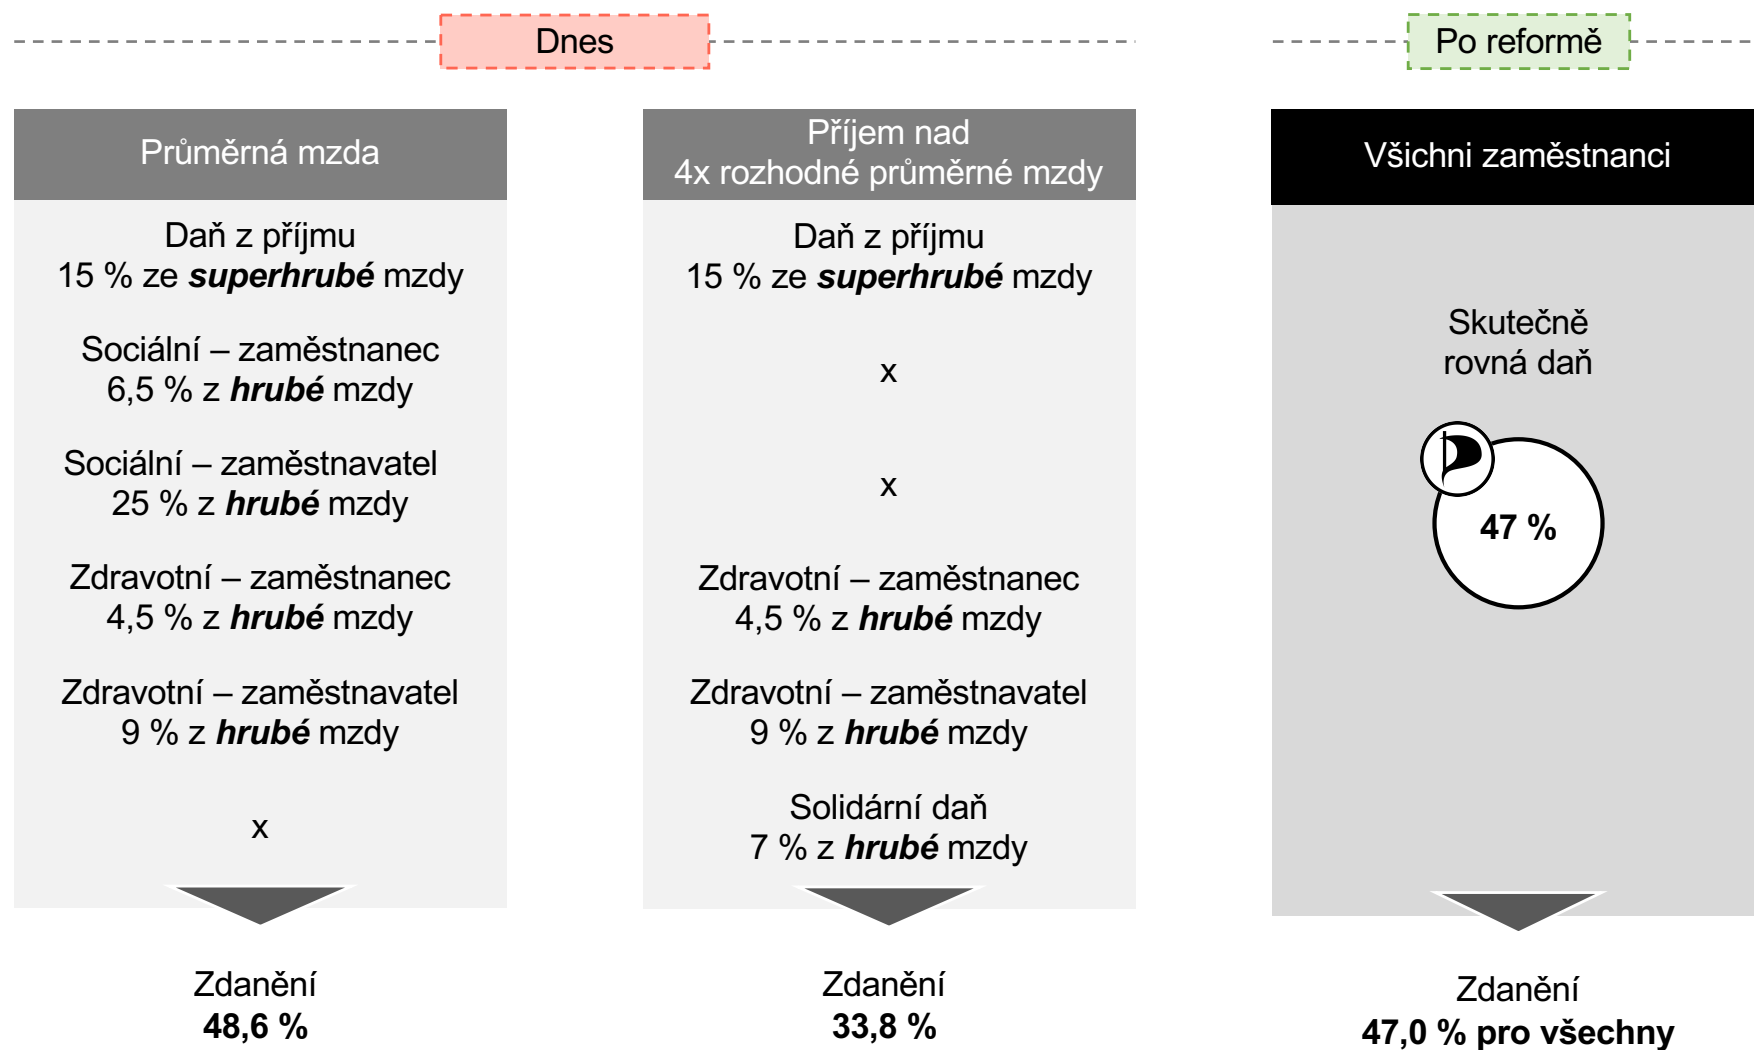 Dnes
Po reformě
Průměrná mzda
Daň z příjmu
15 % ze superhrubé mzdy
Sociální – zaměstnanec
6,5 % z hrubé mzdy
Sociální – zaměstnavatel
25 % z hrubé mzdy
Zdravotní – zaměstnanec
4,5 % z hrubé mzdy
Zdravotní – zaměstnavatel
9 % z hrubé mzdy
x
Zdanění
48,6 %
Příjem nad
4x rozhodné průměrné mzdy
Daň z příjmu
15 % ze superhrubé mzdy
x
x
Zdravotní – zaměstnanec
4,5 % z hrubé mzdy
Zdravotní – zaměstnavatel
9 % z hrubé mzdy
Solidární daň
7 % z hrubé mzdy
Zdanění
33,8 %
Všichni zaměstnanci
Skutečně
rovná daň
47 %
Zdanění
47,0 % pro všechny